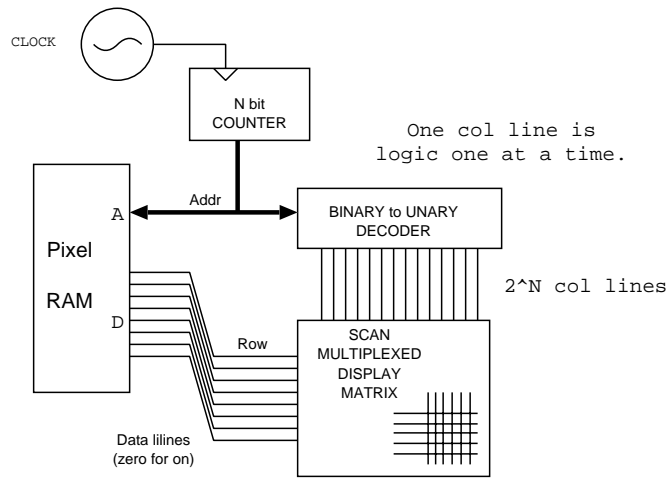 CLOCK
N bit
COUNTER
One col line is
logic one at a time.
Addr
A
BINARY to UNARY
DECODER
Pixel
RAM
D
2^N col lines
Row
SCAN
MULTIPLEXED
DISPLAY
MATRIX
Data lilines
(zero for on)